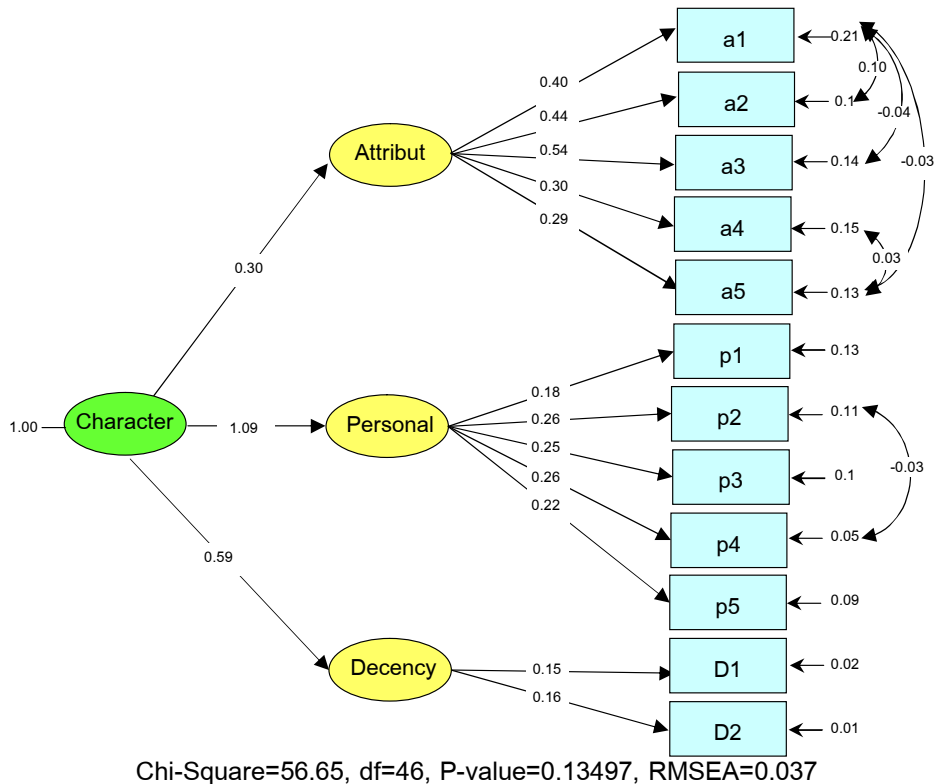 a1
0.21
0.10
0.40
a2
0.1
-0.04
0.44
Attribut
0.54
a3
0.14
-0.03
0.30
0.29
a4
0.15
0.03
0.30
a5
0.13
p1
0.13
0.18
p2
0.11
0.26
1.00
Character
1.09
Personal
0.25
p3
0.1
-0.03
0.26
0.22
p4
0.05
0.59
p5
0.09
Decency
0.15
D1
0.02
0.16
D2
0.01
Chi-Square=56.65, df=46, P-value=0.13497, RMSEA=0.037